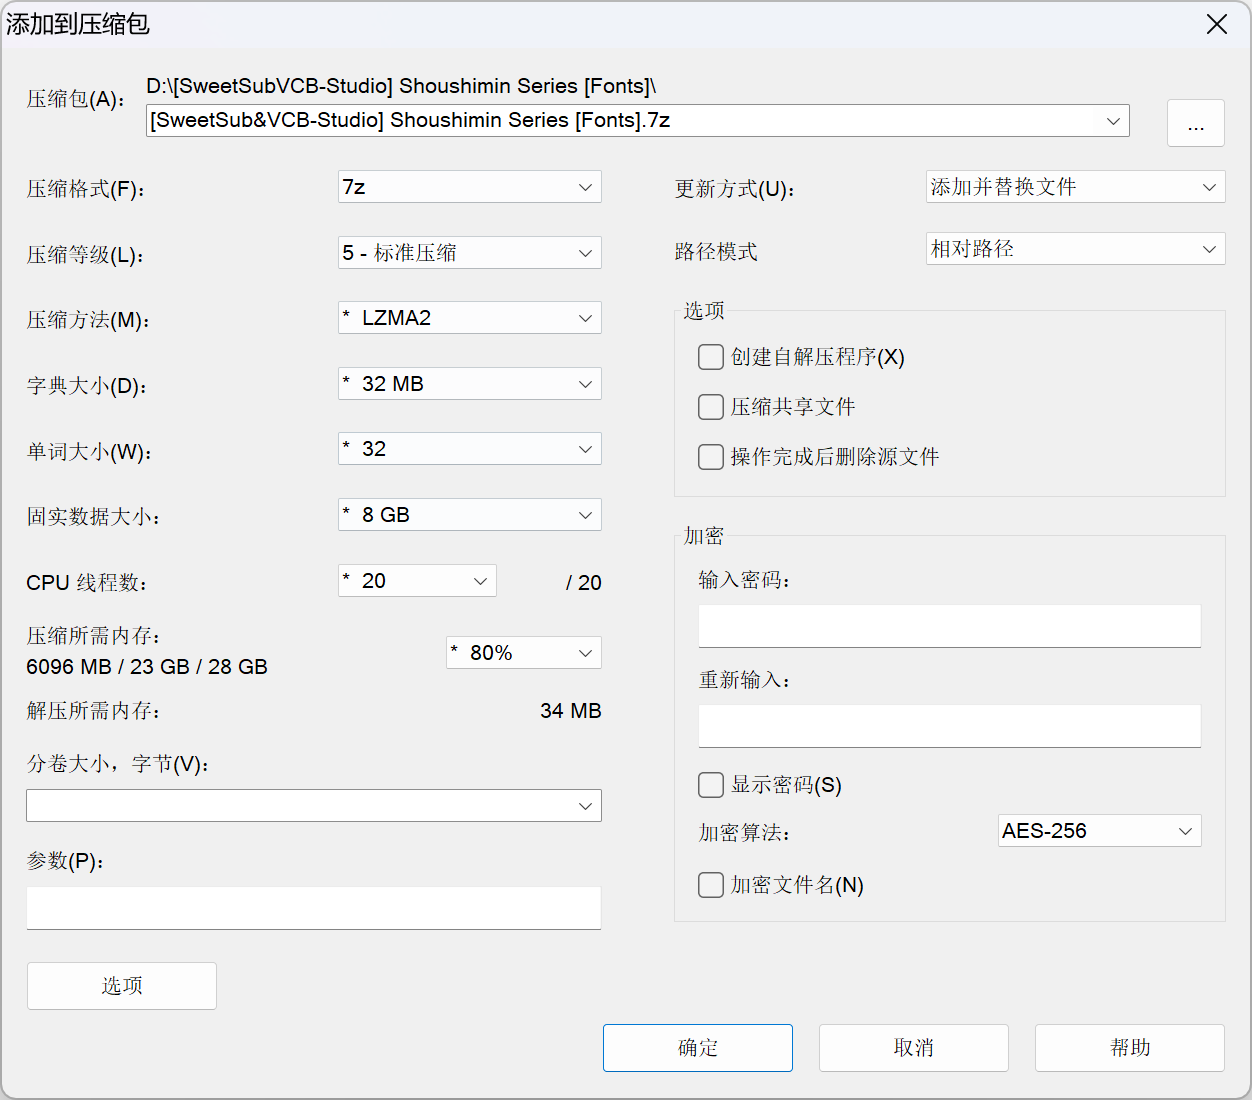 添加到压缩包
压缩包(A):
D:\[SweetSubVCB-Studio] Shoushimin Series [Fonts]\
[SweetSub&VCB-Studio] Shoushimin Series [Fonts].7z
...
压缩格式(F):
7z
压缩等级(L):
5 - 标准压缩
压缩方法(M):
* LZMA2
字典大小(D):
* 32 MB
单词大小(W):
* 32
固实数据大小:
* 8 GB
CPU 线程数:
* 20
/ 20
压缩所需内存:
6096 MB / 23 GB / 28 GB
* 80%
解压所需内存:
34 MB
分卷大小，字节(V):
参数(P):
选项
更新方式(U):
添加并替换文件
路径模式
相对路径
选项
创建自解压程序(X)
压缩共享文件
操作完成后删除源文件
加密
输入密码:
重新输入:
显示密码(S)
加密算法:
AES-256
加密文件名(N)
确定
取消
帮助